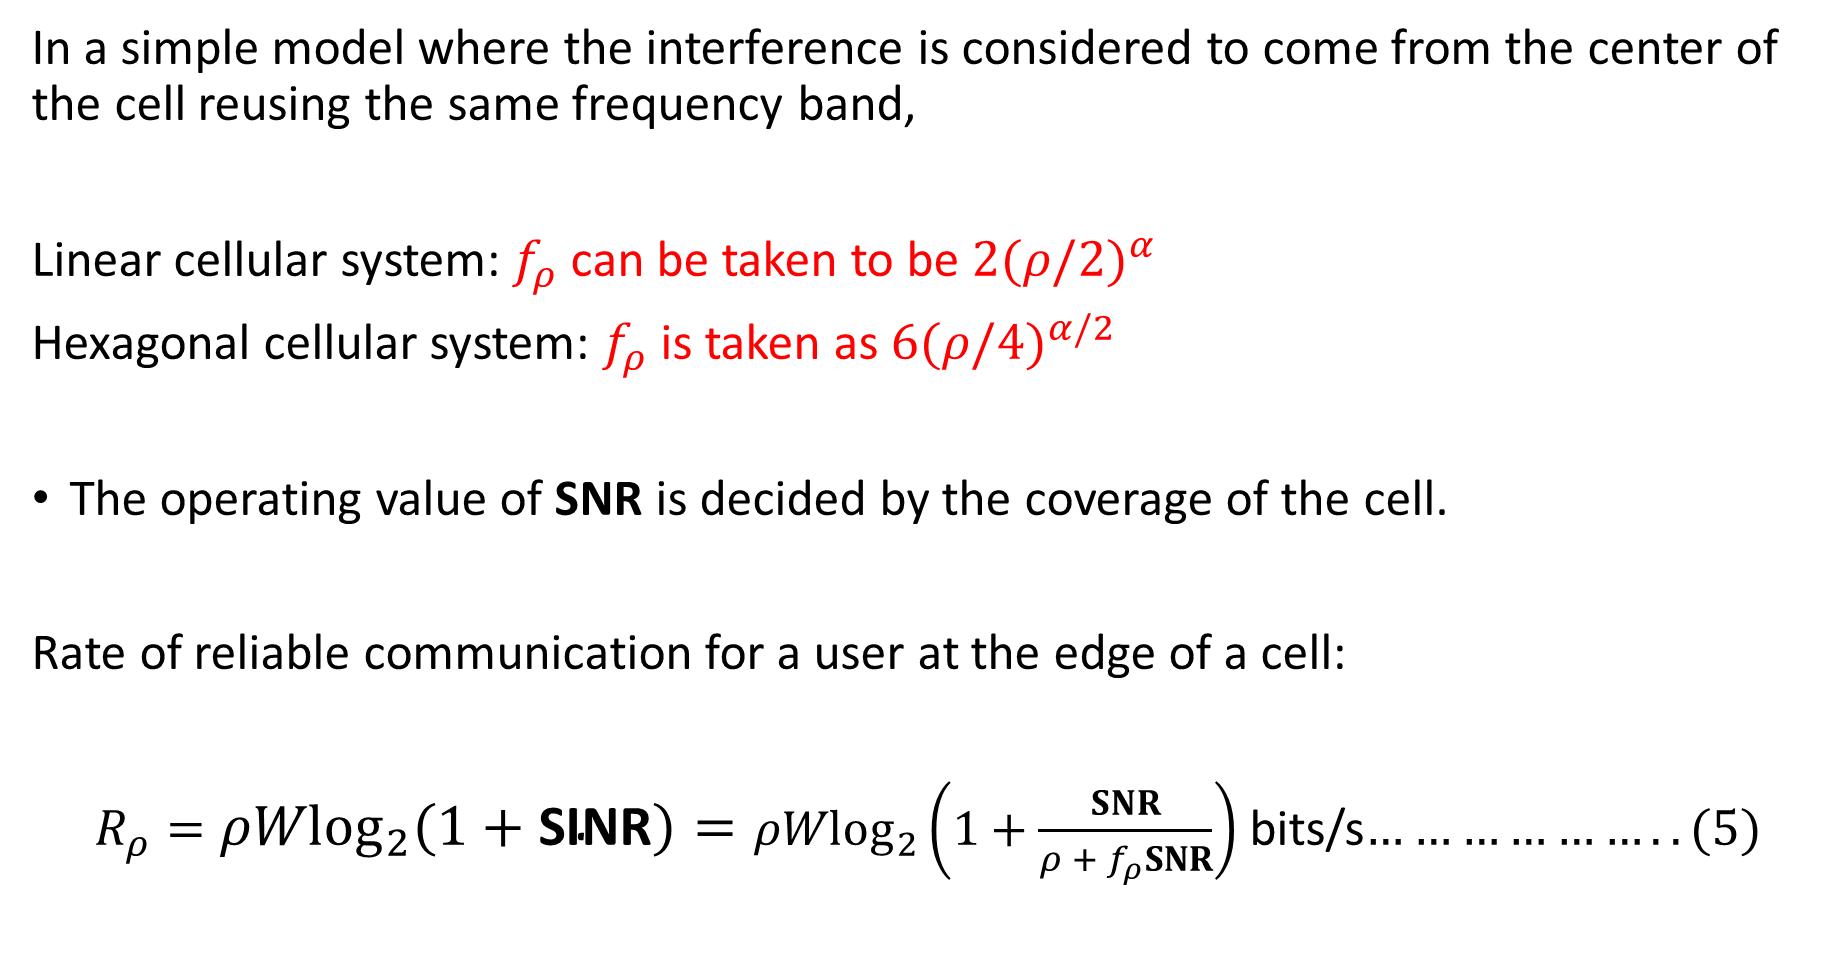 In a simple model where the interference is considered to come from the center of
the cell reusing the same frequency band,
Linear cellular system: f_ρ can be taken to be 2(ρ/2)^α
Hexagonal cellular system: f_ρ is taken as 6(ρ/4)^{α/2}
• The operating value of SNR is decided by the coverage of the cell.
Rate of reliable communication for a user at the edge of a cell:
R_ρ = ρWlog₂(1 + SINR) = ρWlog₂(1 + SNR/(ρ + f_ρSNR)) bits/s… … … … … …. . (5)